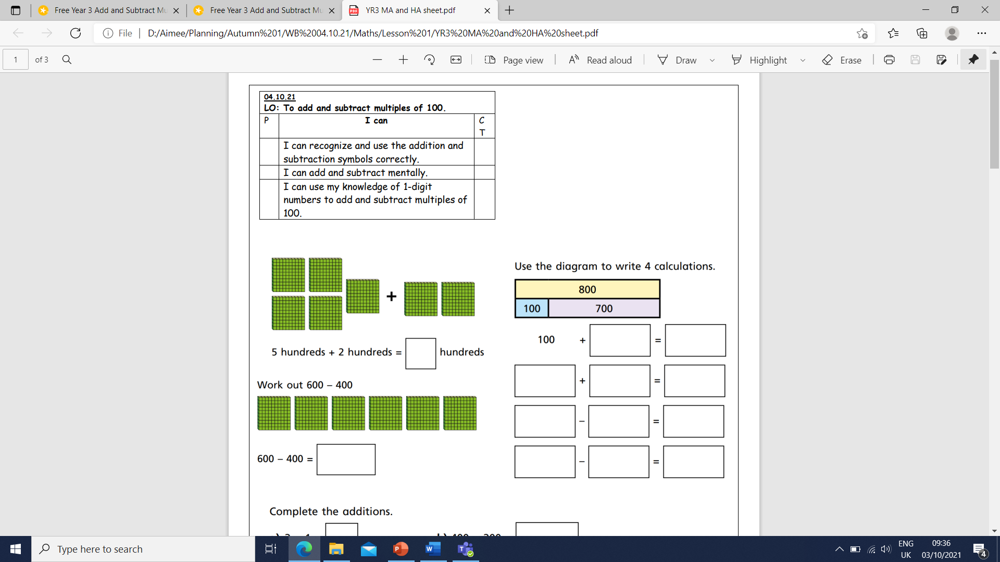 Free Year 3 Add and Subtract Mu
Free Year 3 Add and Subtract Mu
YR3 MA and HA sheet.pdf
File
D:/Aimee/Planning/Autumn%201/WB%2004.10.21/Maths/Lesson%201/YR3%20MA%20and%20HA%20sheet.pdf
1 of 3
Page view
Read aloud
Draw
Highlight
Erase
04.10.21
LO: To add and subtract multiples of 100.
P I can C
T
I can recognize and use the addition and
subtraction symbols correctly.
I can add and subtract mentally.
I can use my knowledge of 1-digit
numbers to add and subtract multiples of
100.
+
5 hundreds + 2 hundreds = hundreds
Work out 600 – 400
600 – 400 =
Use the diagram to write 4 calculations.
800
100 700
100 + =
+ =
– =
– =
Complete the additions.
Type here to search
ENG
UK
09:36
03/10/2021
4